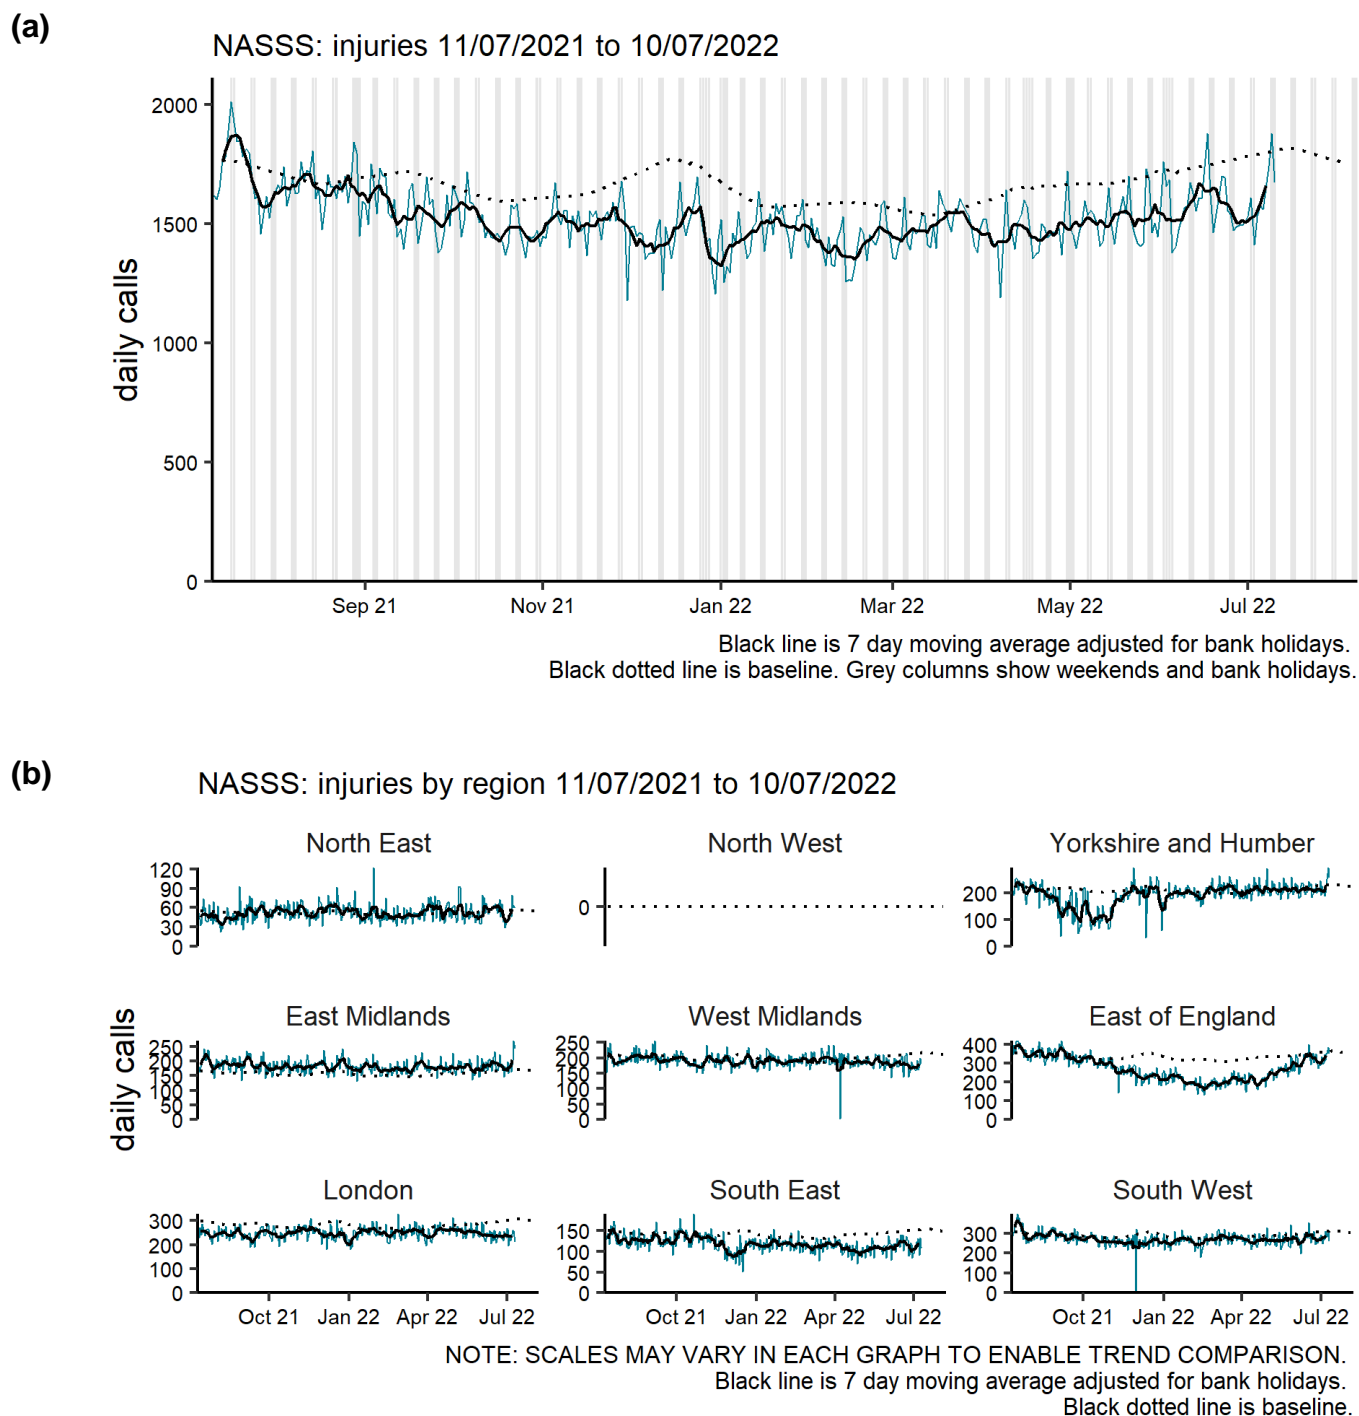 (a)
NASSS: injuries 11/07/2021 to 10/07/2022
daily calls
2000
1500
1000
500
0
Sep 21 Nov 21 Jan 22 Mar 22 May 22 Jul 22
Black line is 7 day moving average adjusted for bank holidays.
Black dotted line is baseline. Grey columns show weekends and bank holidays.
(b)
NASSS: injuries by region 11/07/2021 to 10/07/2022
daily calls
North East
120
90
60
30
0
North West
0
Yorkshire and Humber
200
100
0
East Midlands
250
200
150
100
50
0
West Midlands
250
200
150
100
50
0
East of England
400
300
200
100
0
London
300
200
100
0
South East
150
100
50
0
South West
300
200
100
0
Oct 21 Jan 22 Apr 22 Jul 22
Oct 21 Jan 22 Apr 22 Jul 22
Oct 21 Jan 22 Apr 22 Jul 22
NOTE: SCALES MAY VARY IN EACH GRAPH TO ENABLE TREND COMPARISON.
Black line is 7 day moving average adjusted for bank holidays.
Black dotted line is baseline.